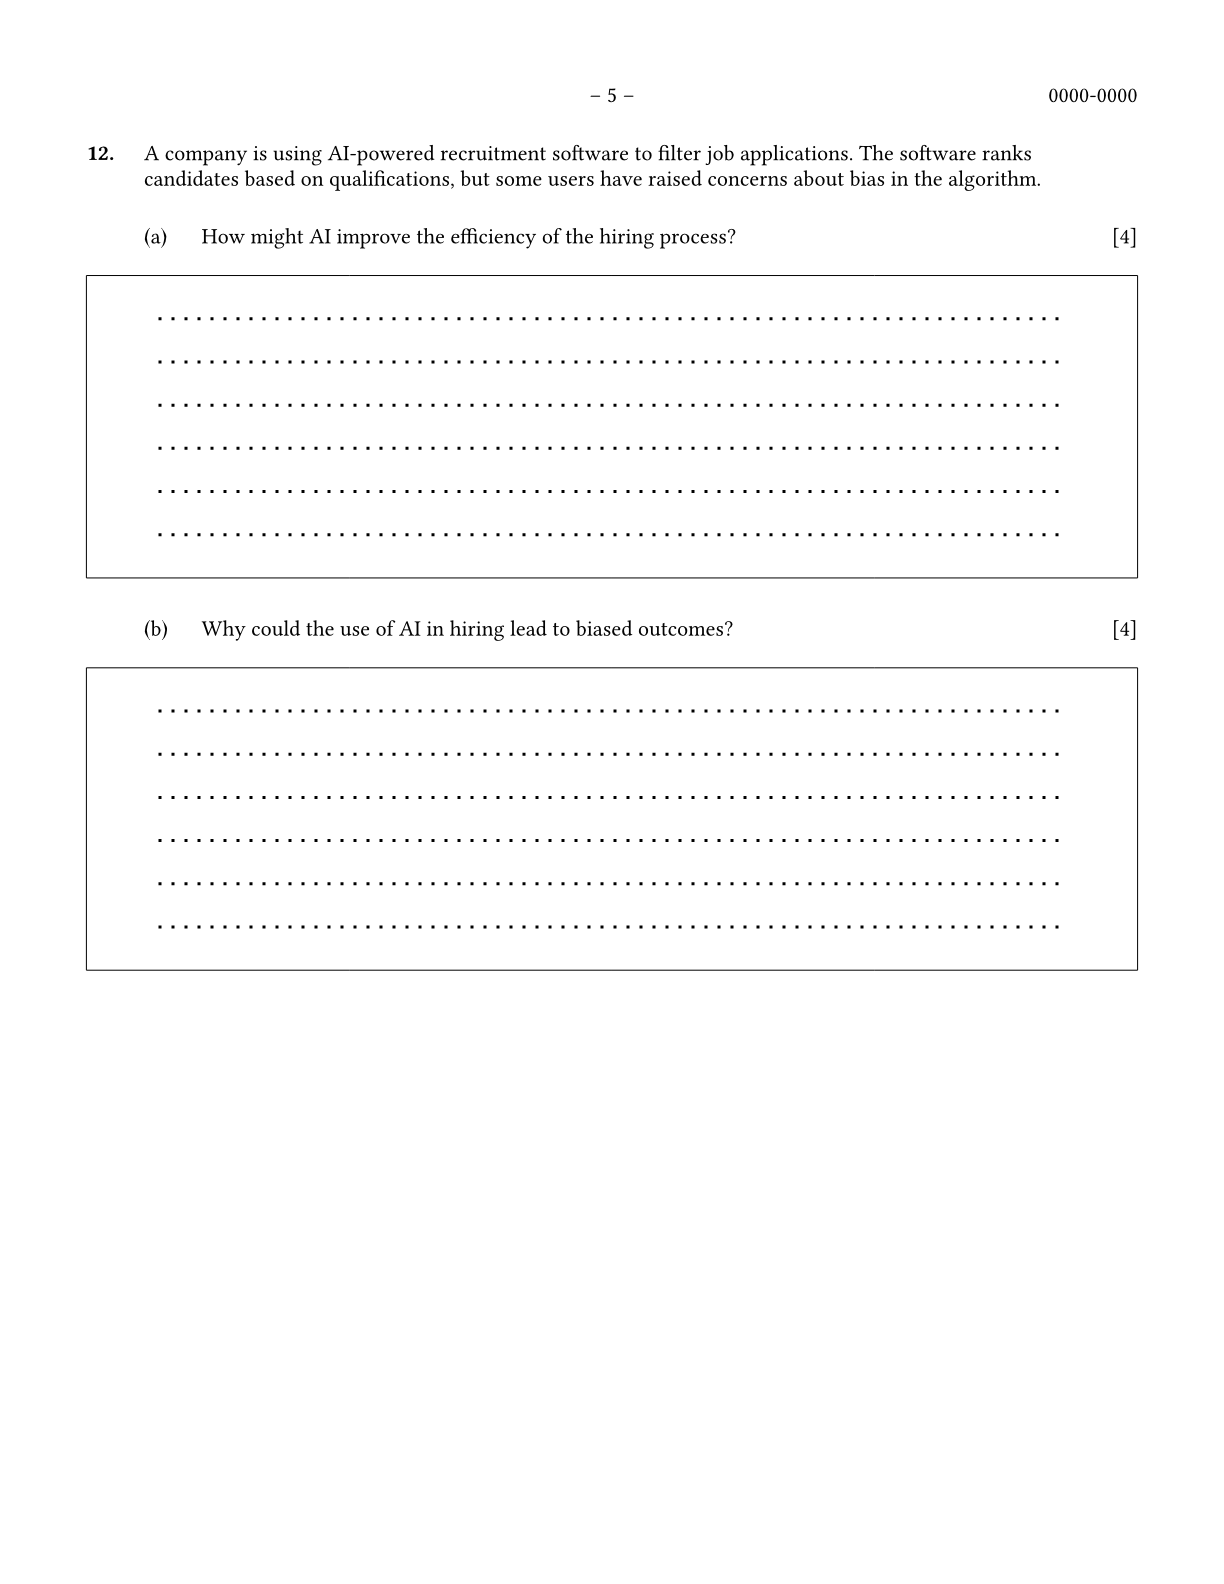 – 5 –
0000-0000
12. A company is using AI-powered recruitment software to filter job applications. The software ranks
candidates based on qualifications, but some users have raised concerns about bias in the algorithm.
(a) How might AI improve the efficiency of the hiring process? [4]
(b) Why could the use of AI in hiring lead to biased outcomes? [4]